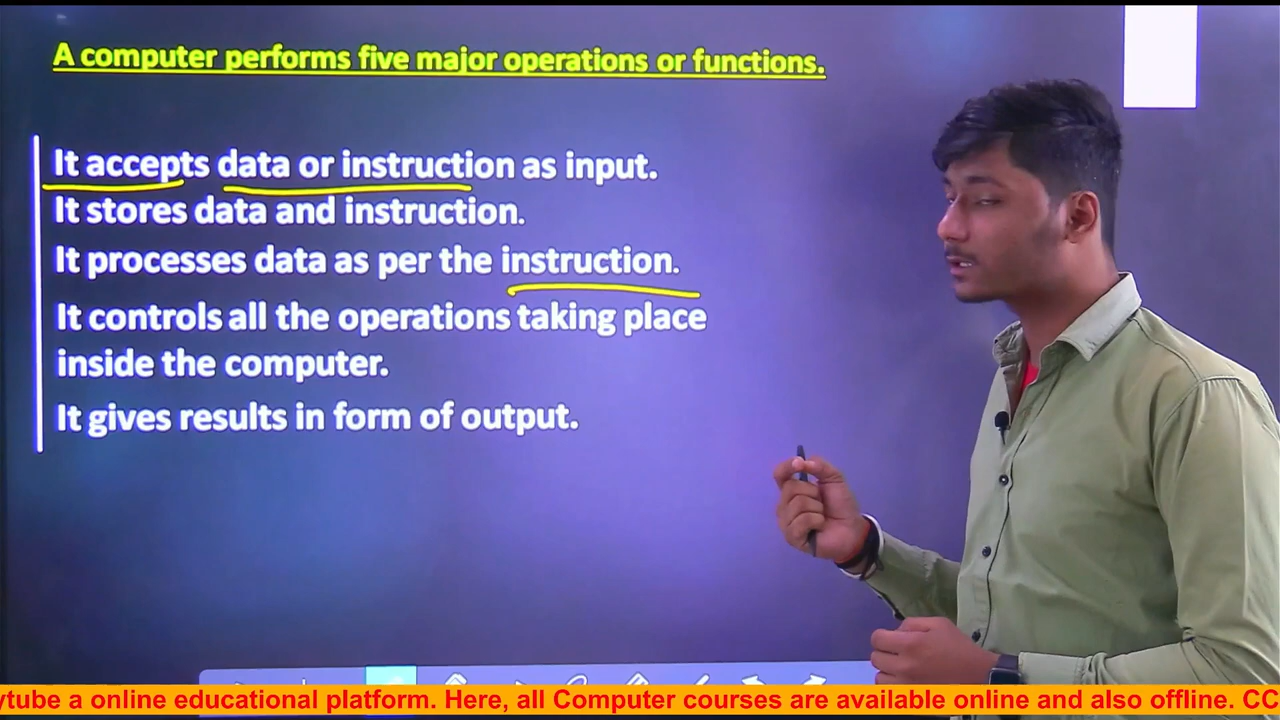 A computer performs five major operations or functions.
It accepts data or instruction as input.
It stores data and instruction.
It processes data as per the instruction.
It controls all the operations taking place
inside the computer.
It gives results in form of output.
ytube a online educational platform. Here, all Computer courses are available online and also offline. CC